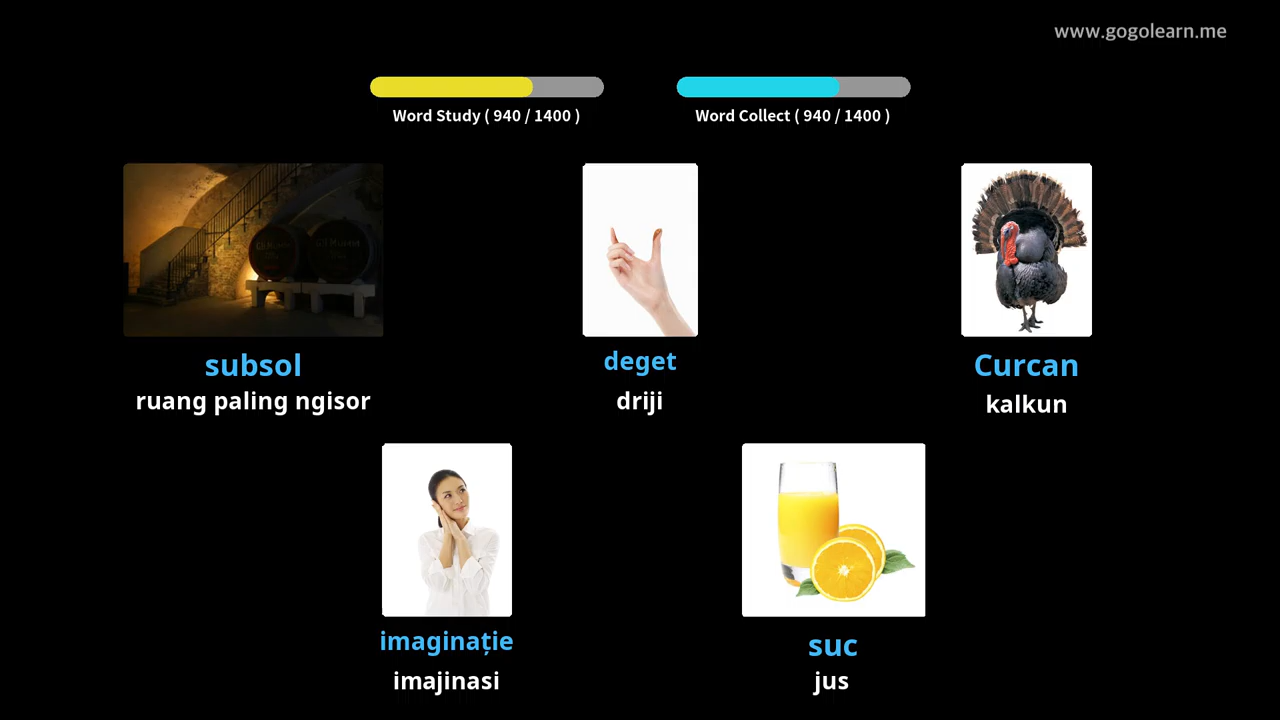 www.gogolearn.me
Word Study ( 940 / 1400 )
Word Collect ( 940 / 1400 )
subsol
ruang paling ngisor
deget
driji
Curcan
kalkun
imaginație
imajinasi
suc
jus